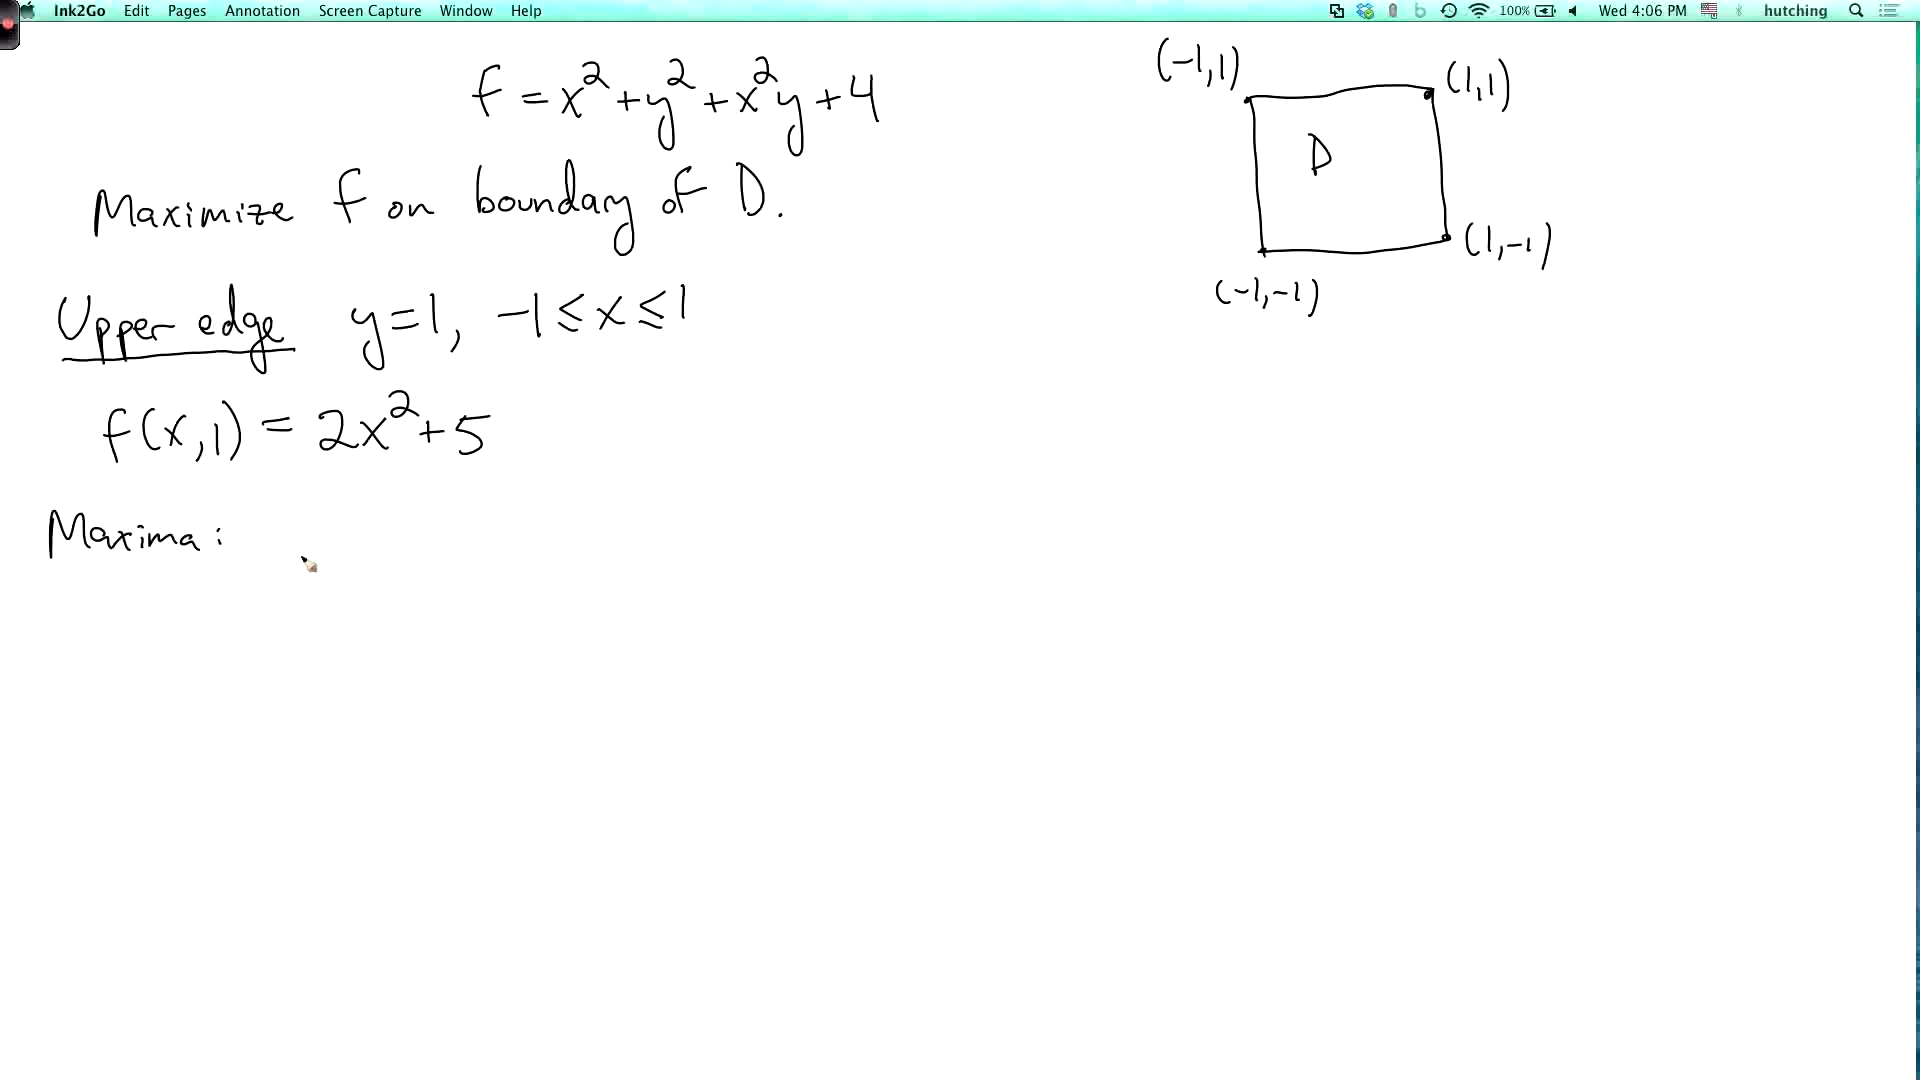 Ink2Go Edit Pages Annotation Screen Capture Window Help 100% Wed 4:06 PM hutching
f = x² + y² + x²y + 4
(-1,1)
(1,1)
D
Maximize f on boundary of D.
(1,-1)
(-1,-1)
Upper edge y=1, -1 ≤ x ≤ 1
f(x,1) = 2x² + 5
Maxima: